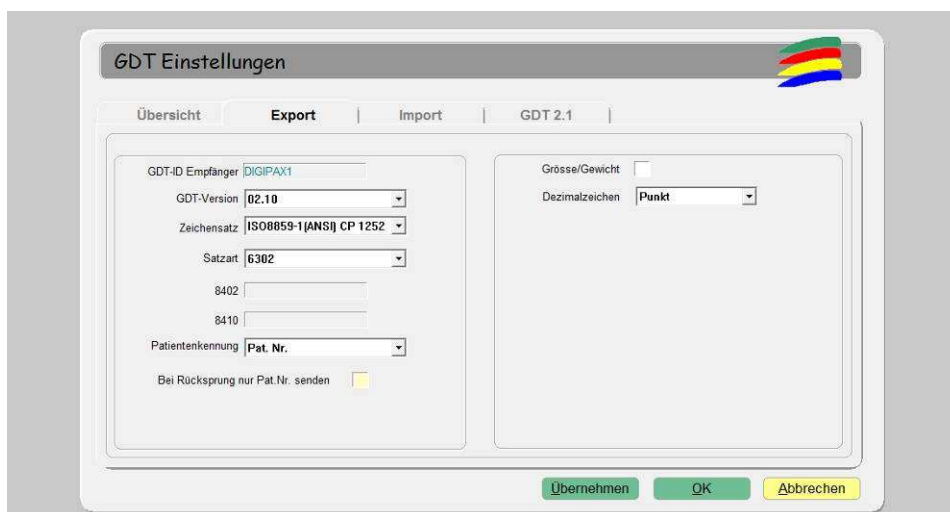 GDT Einstellungen
Übersicht Export | Import | GDT 2.1 |
GDT-ID Empfänger DIGIPAX1
GDT-Version 02.10
Zeichensatz ISO8859-1(ANSI) CP 1252
Satzart 6302
8402
8410
Patientenkennung Pat. Nr.
Bei Rücksprung nur Pat.Nr. senden
Grösse/Gewicht
Dezimalzeichen Punkt
Übernehmen OK Abbrechen